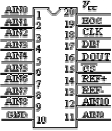 AIN0 1 20 Vcc
AIN1 2 19 EOC
AIN2 3 18 CLK
AIN3 4 17 DIN
AIN4 5 16 DOUT
AIN5 6 15 CS
AIN6 7 14 REF+
AIN7 8 13 REF-
AIN8 9 12 AIN10
GND 10 11 AIN9